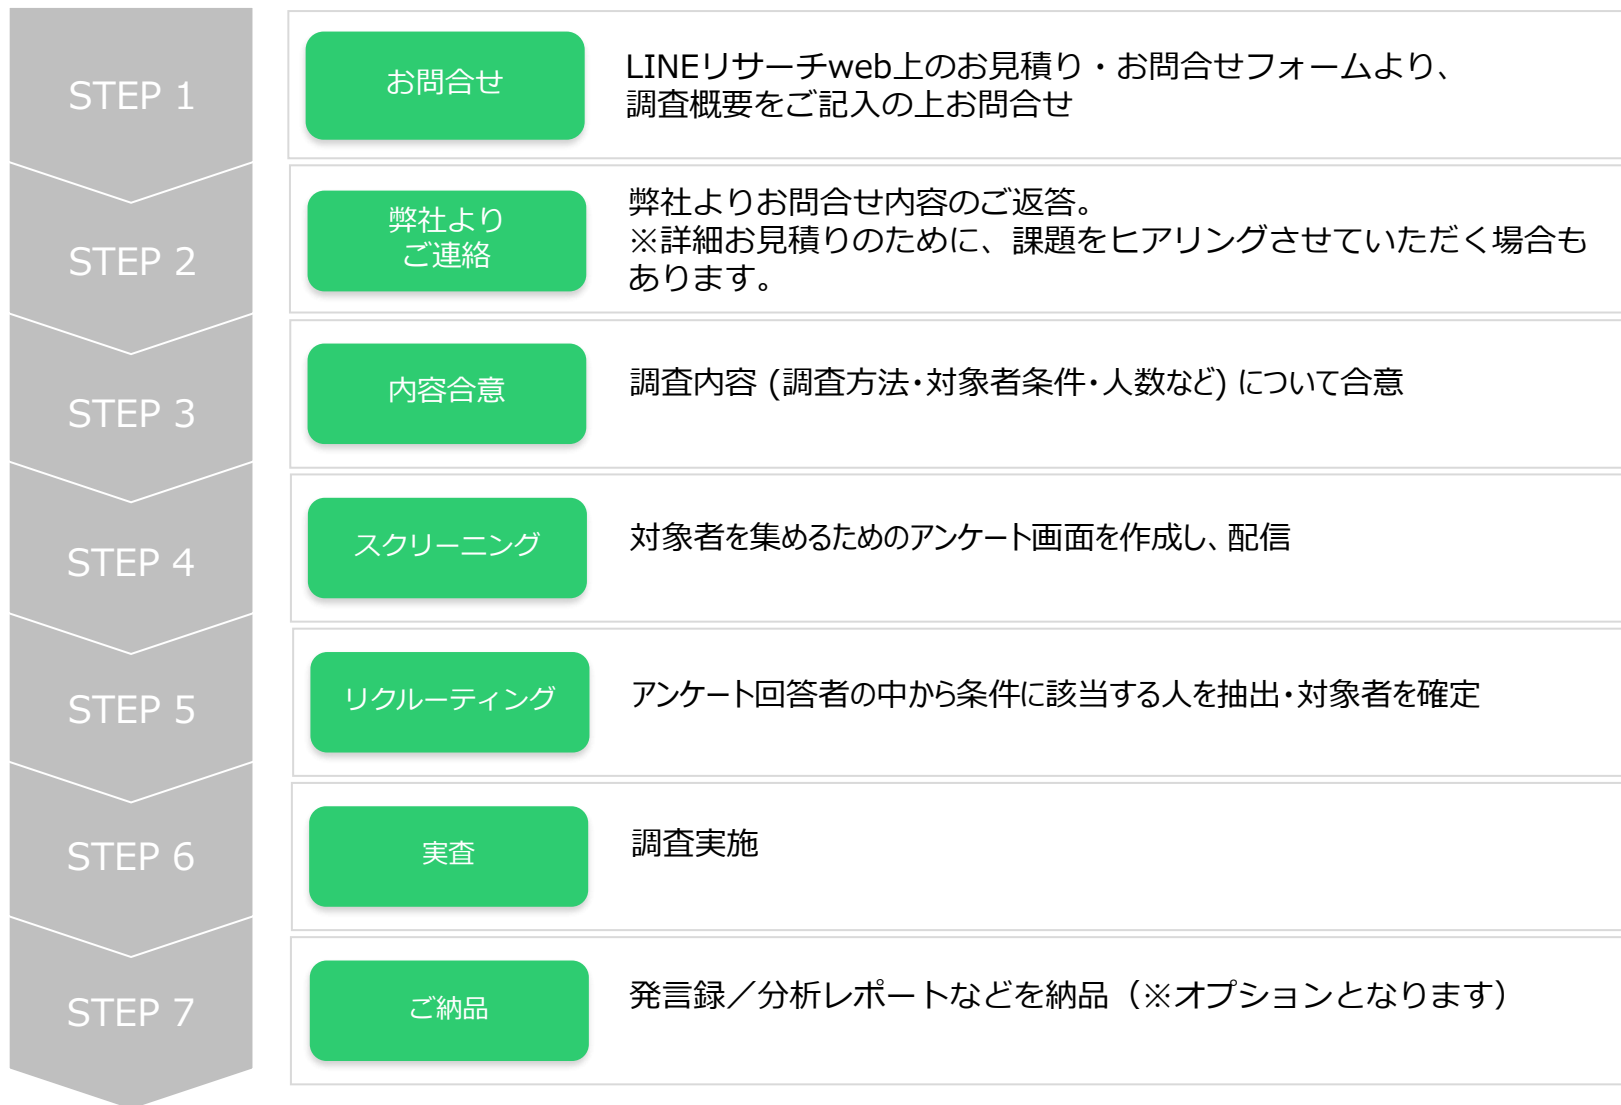 STEP 1
お問合せ
LINEリサーチweb上のお見積り・お問合せフォームより、
調査概要をご記入の上お問合せ
STEP 2
弊社より
ご連絡
弊社よりお問合せ内容のご返答。
※詳細お見積りのために、課題をヒアリングさせていただく場合も
あります。
STEP 3
内容合意
調査内容 (調査方法・対象者条件・人数など) について合意
STEP 4
スクリーニング
対象者を集めるためのアンケート画面を作成し、配信
STEP 5
リクルーティング
アンケート回答者の中から条件に該当する人を抽出・対象者を確定
STEP 6
実査
調査実施
STEP 7
ご納品
発言録／分析レポートなどを納品（※オプションとなります）